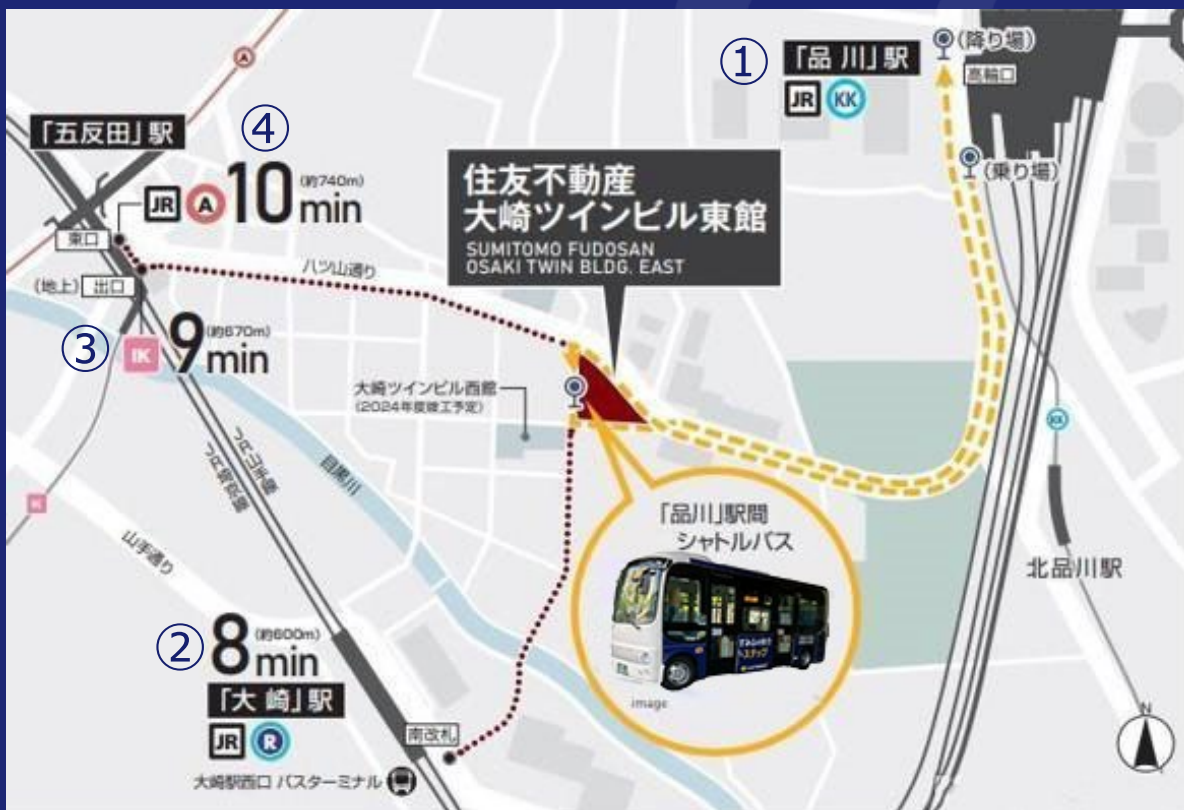 ①
「品川」駅
JR KK
(降り場)
高輪口
(乗り場)
「五反田」駅
④
JR A 10 min
(約740m)
東口
(地上) 出口
八ツ山通り
住友不動産
大崎ツインビル東館
SUMITOMO FUDOSAN
OSAKI TWIN BLDG. EAST
③
IK 9 min
(約670m)
大崎ツインビル西館
(2024年度竣工予定)
目黒川
IK
山手通り
KK
「品川」駅間
シャトルバス
北品川駅
image
②
8 min
(約600m)
「大崎」駅
JR R
南改札
大崎駅西口 バスターミナル
N
A